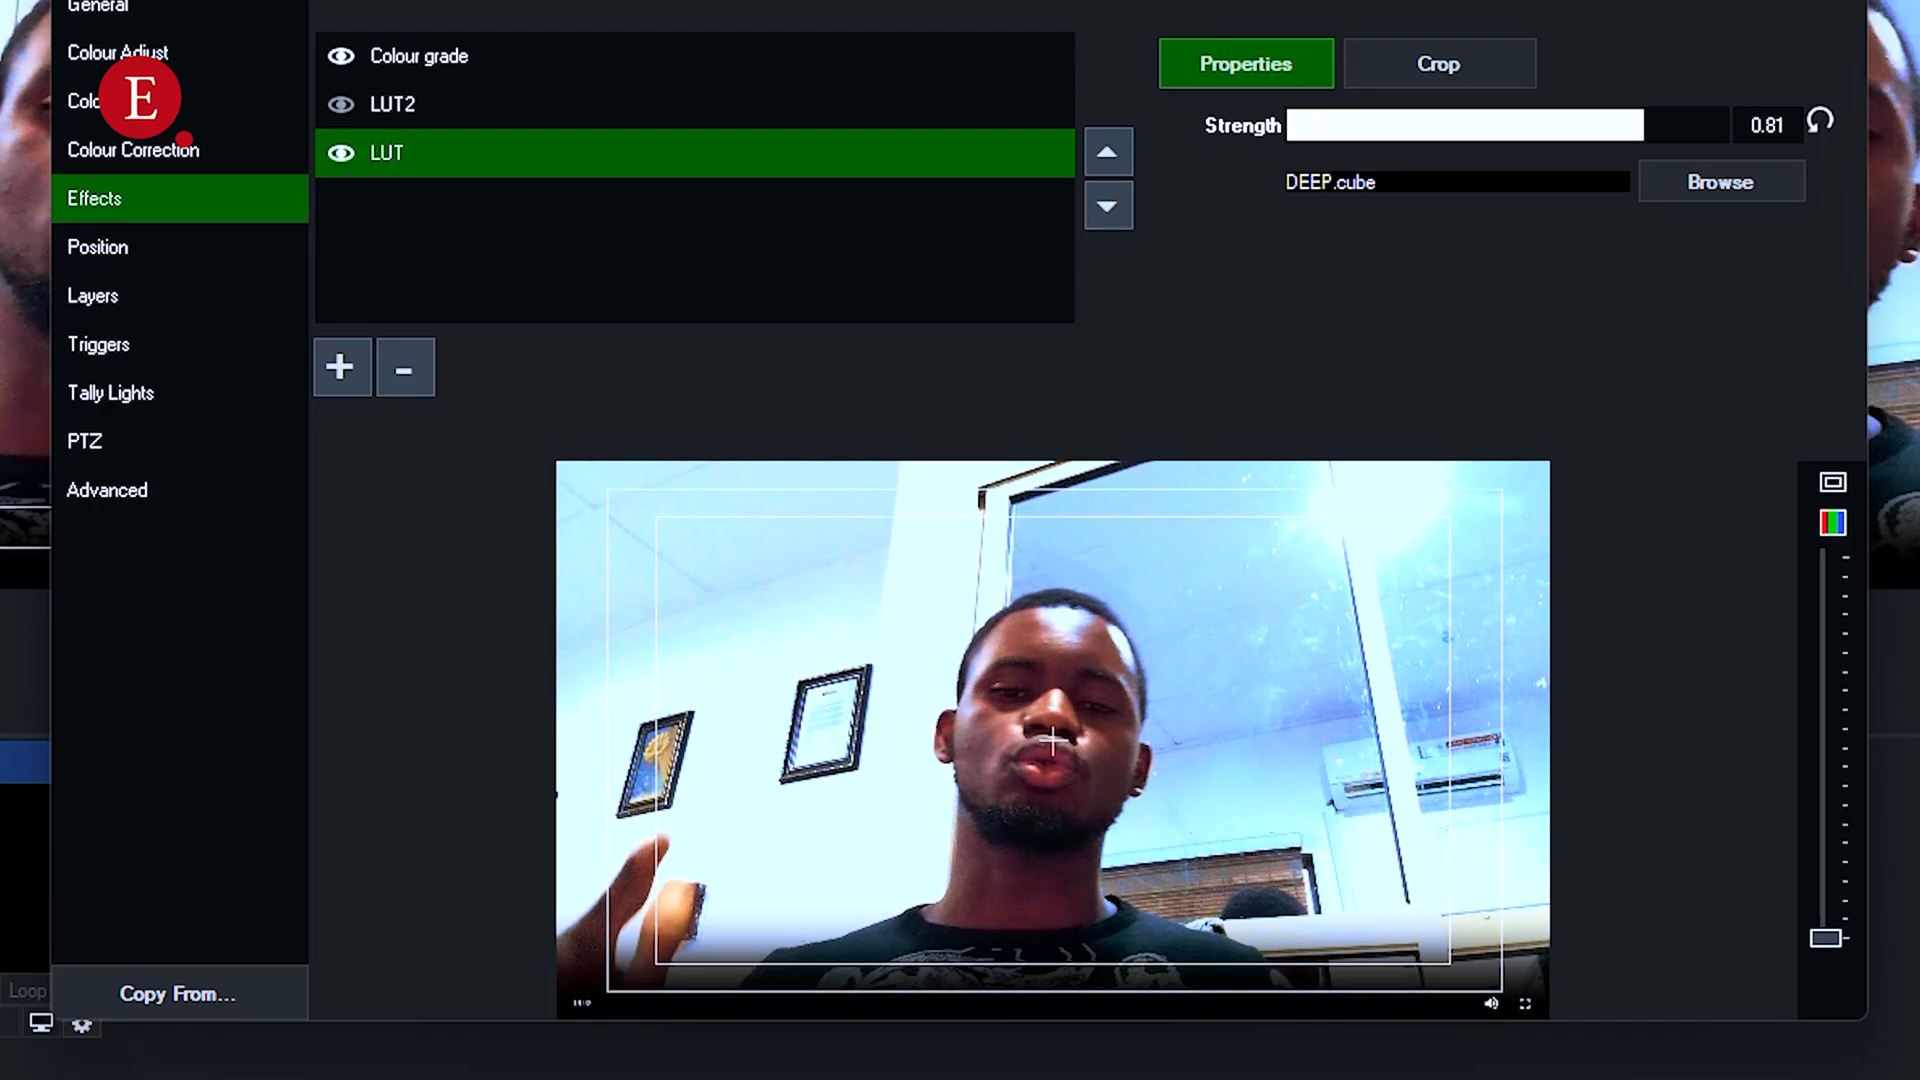 General
Colour Adjust
Colo
E
Colour Correction
Effects
Position
Layers
Triggers
Tally Lights
PTZ
Advanced
Copy From...
Colour grade
LUT2
LUT
+
-
Properties
Crop
Strength
0.81
DEEP.cube
Browse
Loop